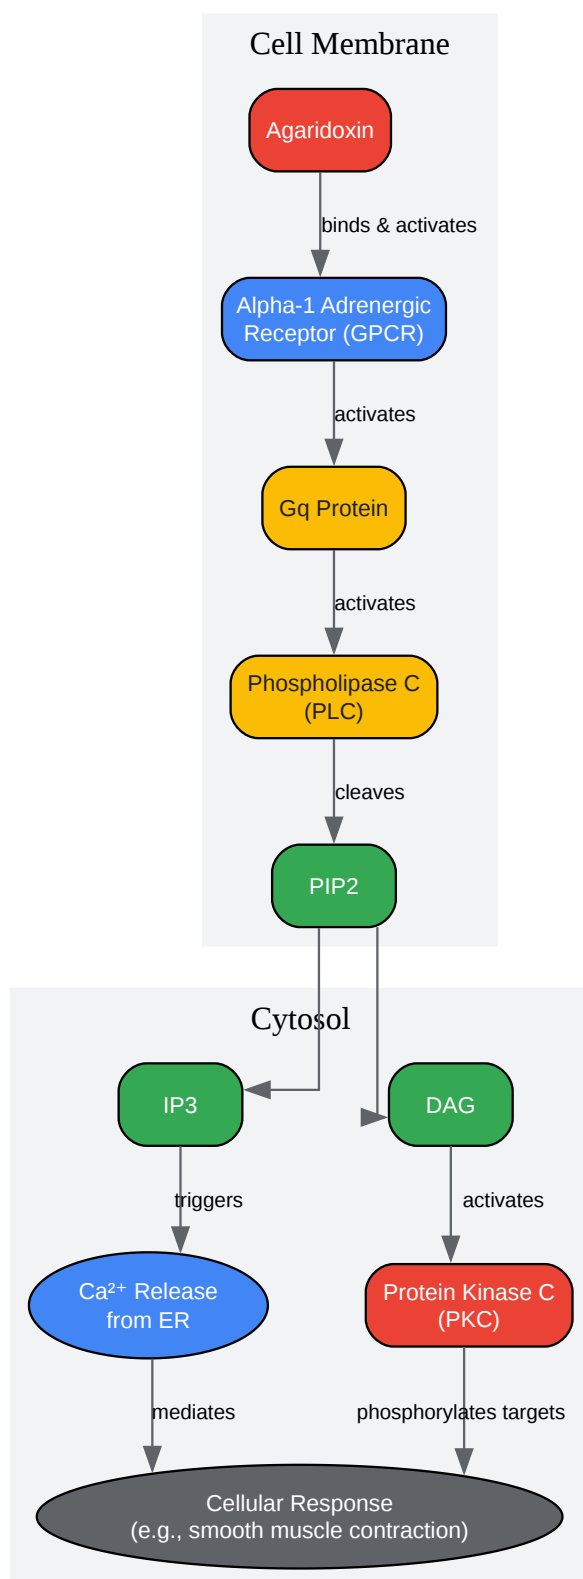 Cell Membrane
Agaridoxin
binds & activates
Alpha-1 Adrenergic
Receptor (GPCR)
activates
Gq Protein
activates
Phospholipase C
(PLC)
cleaves
PIP2
Cytosol
IP3
DAG
triggers
activates
Ca²⁺ Release
from ER
Protein Kinase C
(PKC)
mediates
phosphorylates targets
Cellular Response
(e.g., smooth muscle contraction)